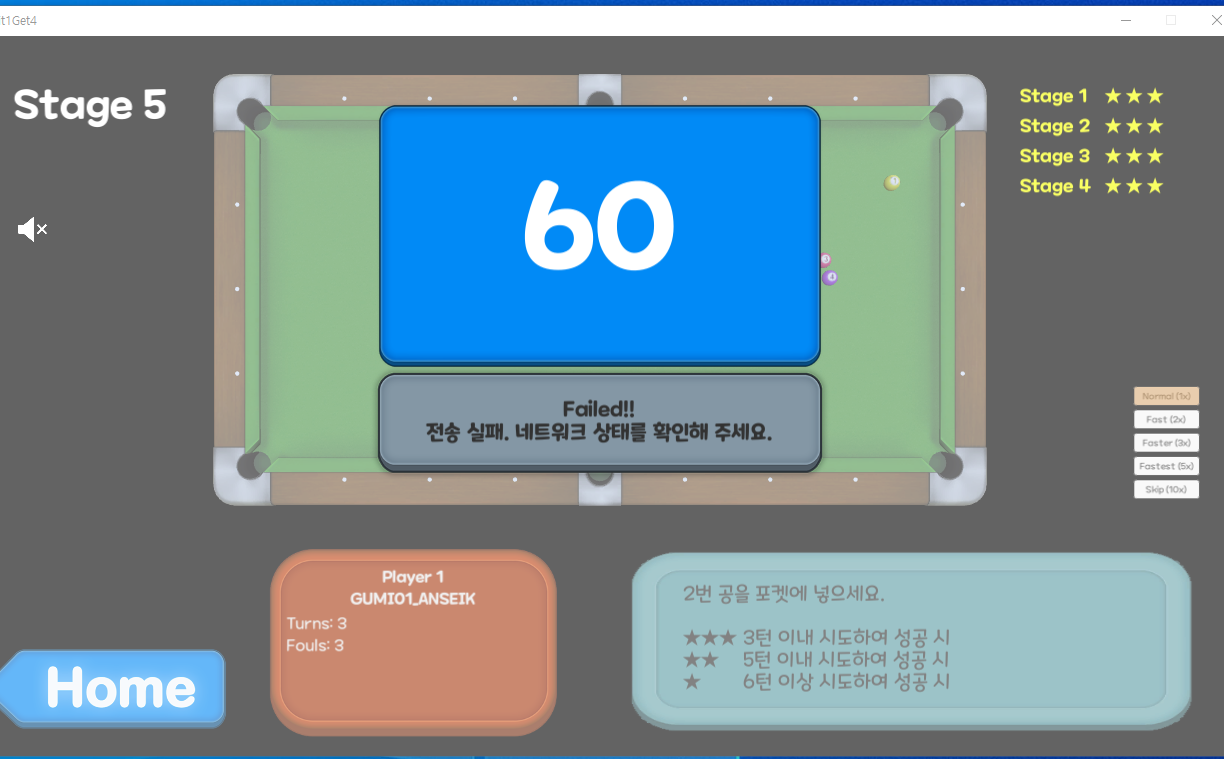 t1Get4
Stage 5
Stage 1 ★★★
Stage 2 ★★★
Stage 3 ★★★
Stage 4 ★★★
60
3
4
Failed!!
전송 실패. 네트워크 상태를 확인해 주세요.
Normal (1x)
Fast (2x)
Faster (3x)
Fastest (5x)
Skip (10x)
Player 1
GUMI01_ANSEIK
Turns: 3
Fouls: 3
2번 공을 포켓에 넣으세요.
★★★ 3턴 이내 시도하여 성공 시
★★ 5턴 이내 시도하여 성공 시
★ 6턴 이상 시도하여 성공 시
Home